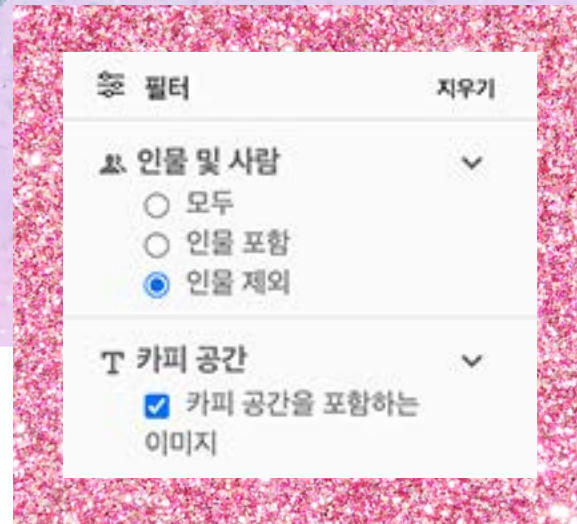 필터 지우기
인물 및 사람
모두
인물 포함
인물 제외
카피 공간
카피 공간을 포함하는
이미지